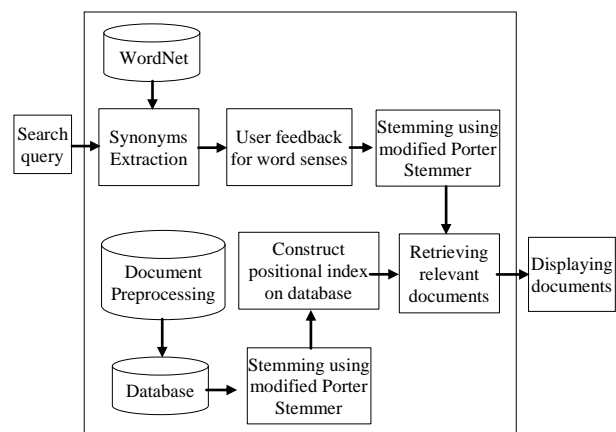 WordNet
Search
query
Synonyms
Extraction
User feedback
for word senses
Stemming using
modified Porter
Stemmer
Document
Preprocessing
Construct
positional index
on database
Retrieving
relevant
documents
Displaying
documents
Database
Stemming using
modified Porter
Stemmer